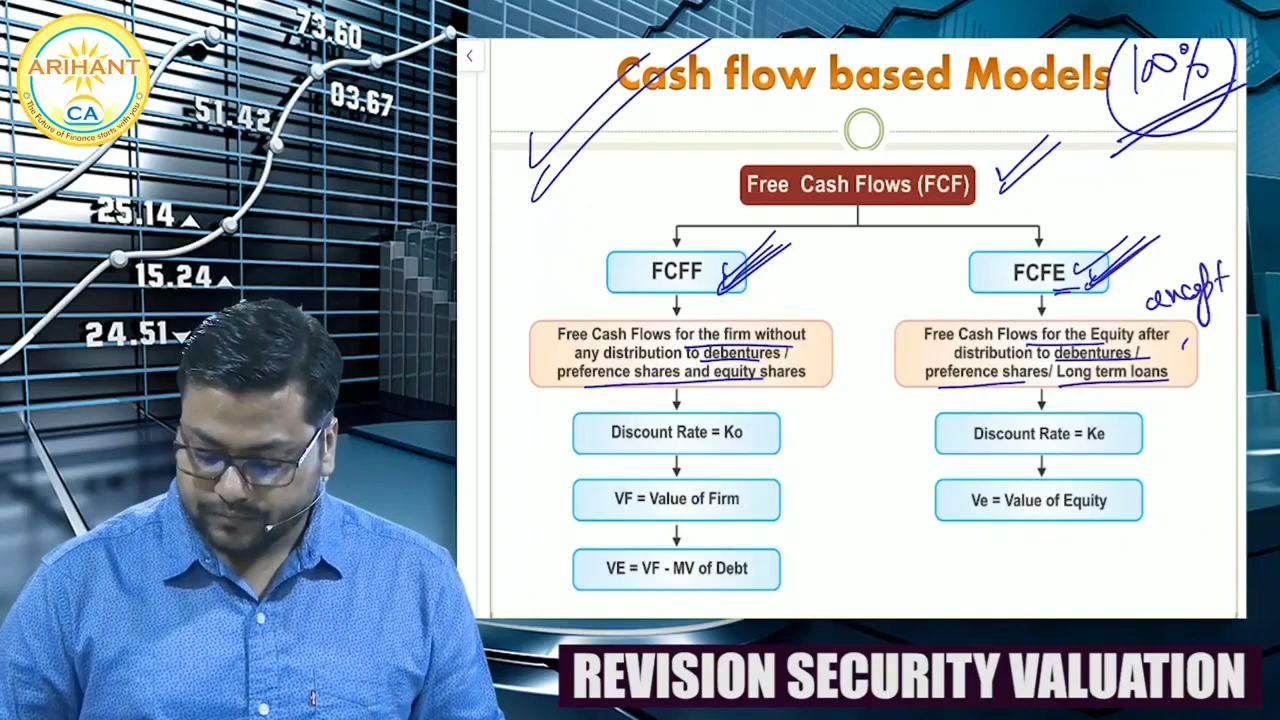 ARIHANT
CA
The Future of Finance starts with you
73.60
03.67
51.42
25.14
15.24
24.51
Cash flow based Models
100%
Free Cash Flows (FCF)
FCFF
FCFE
concept
Free Cash Flows for the firm without
any distribution to debentures /
preference shares and equity shares
Free Cash Flows for the Equity after
distribution to debentures /
preference shares/ Long term loans
Discount Rate = Ko
Discount Rate = Ke
VF = Value of Firm
Ve = Value of Equity
VE = VF - MV of Debt
REVISION SECURITY VALUATION